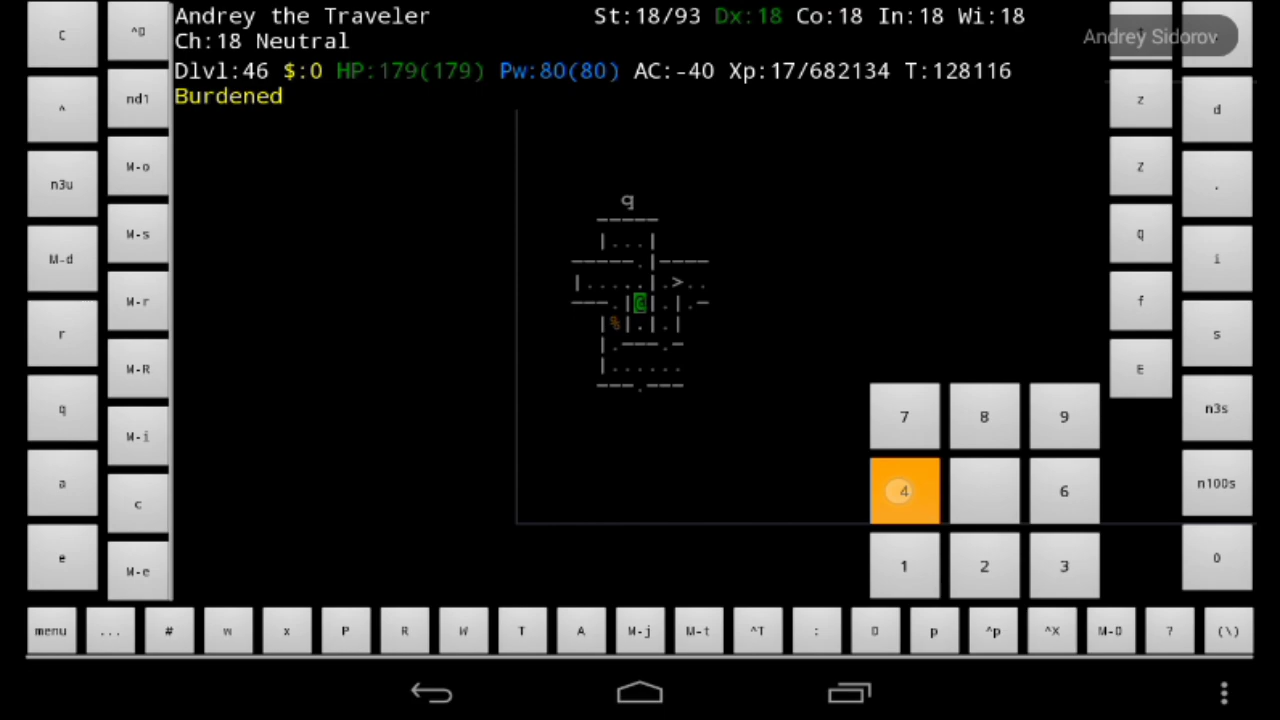 Andrey the Traveler St:18/93 Dx:18 Co:18 In:18 Wi:18
Ch:18 Neutral
Dlvl:46 $:0 HP:179(179) Pw:80(80) AC:-40 Xp:17/682134 T:128116
Burdened
Andrey Sidorov
C ^D
^ nd1
n3u M-o
M-d M-s
r M-r
q M-R
a M-i
e c
M-e
z d
Z .
q i
f s
E n3s
n100s
0
q
-----
|...|
-----.|----
|.....|.>..
---.|@|.|.-
| |.|.|
|.---.-
|......
---.---
7 8 9
4 6
1 2 3
menu ... # w x P R W T A M-j M-t ^T : D p ^p ^X M-O ? (\)